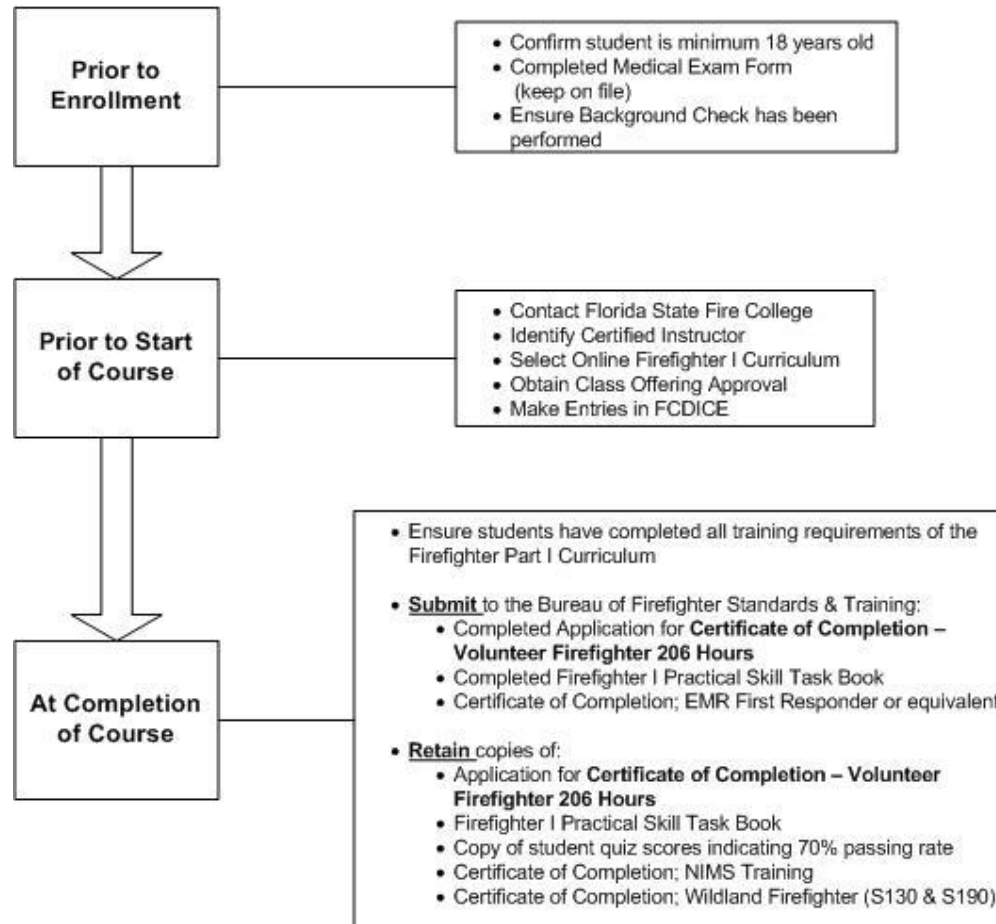 Prior to
Enrollment
• Confirm student is minimum 18 years old
• Completed Medical Exam Form
(keep on file)
• Ensure Background Check has been
performed
Prior to Start
of Course
• Contact Florida State Fire College
• Identify Certified Instructor
• Select Online Firefighter I Curriculum
• Obtain Class Offering Approval
• Make Entries in FCDICE
At Completion
of Course
• Ensure students have completed all training requirements of the
Firefighter Part I Curriculum
• Submit to the Bureau of Firefighter Standards & Training:
• Completed Application for Certificate of Completion –
Volunteer Firefighter 206 Hours
• Completed Firefighter I Practical Skill Task Book
• Certificate of Completion; EMR First Responder or equivalent
• Retain copies of:
• Application for Certificate of Completion – Volunteer
Firefighter 206 Hours
• Firefighter I Practical Skill Task Book
• Copy of student quiz scores indicating 70% passing rate
• Certificate of Completion; NIMS Training
• Certificate of Completion; Wildland Firefighter (S130 & S190)